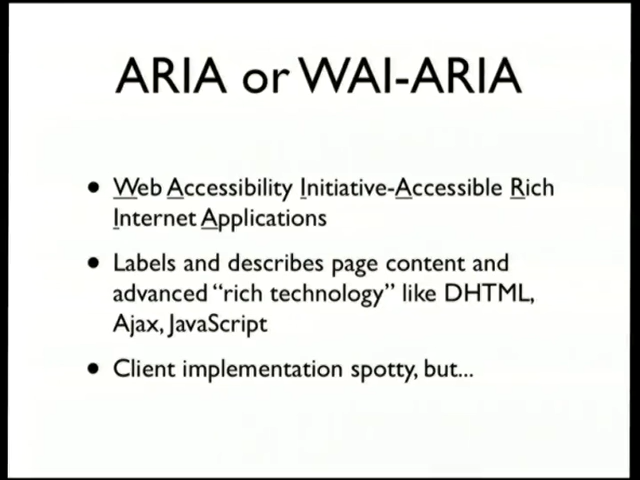 ARIA or WAI-ARIA
• Web Accessibility Initiative-Accessible Rich
Internet Applications
• Labels and describes page content and
advanced “rich technology” like DHTML,
Ajax, JavaScript
• Client implementation spotty, but...